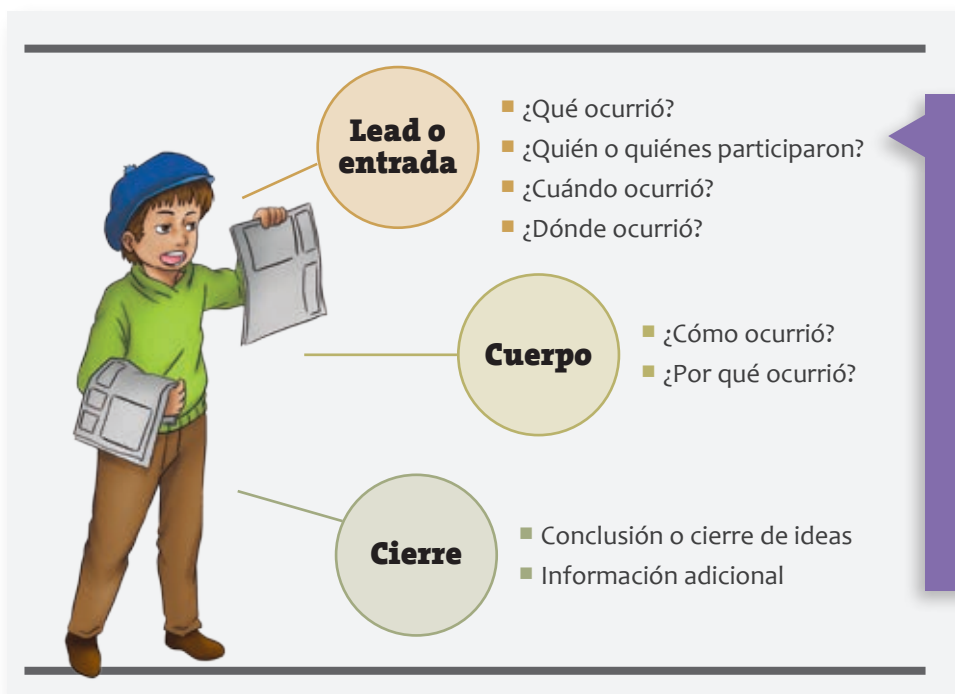 Lead o
entrada
¿Qué ocurrió?
¿Quién o quiénes participaron?
¿Cuándo ocurrió?
¿Dónde ocurrió?
Cuerpo
¿Cómo ocurrió?
¿Por qué ocurrió?
Cierre
Conclusión o cierre de ideas
Información adicional